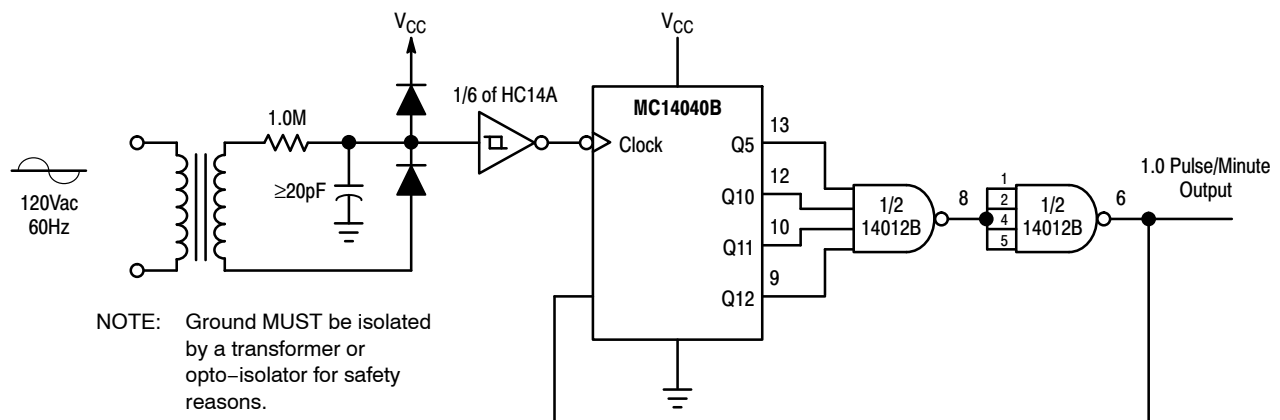 V_CC
V_CC
1/6 of HC14A
MC14040B
1.0M
Clock
Q5
13
≥20pF
120Vac
60Hz
Q10
12
Q11
10
Q12
9
1/2
14012B
8
1
2
4
5
1/2
14012B
6
1.0 Pulse/Minute
Output
NOTE: Ground MUST be isolated
by a transformer or
opto−isolator for safety
reasons.